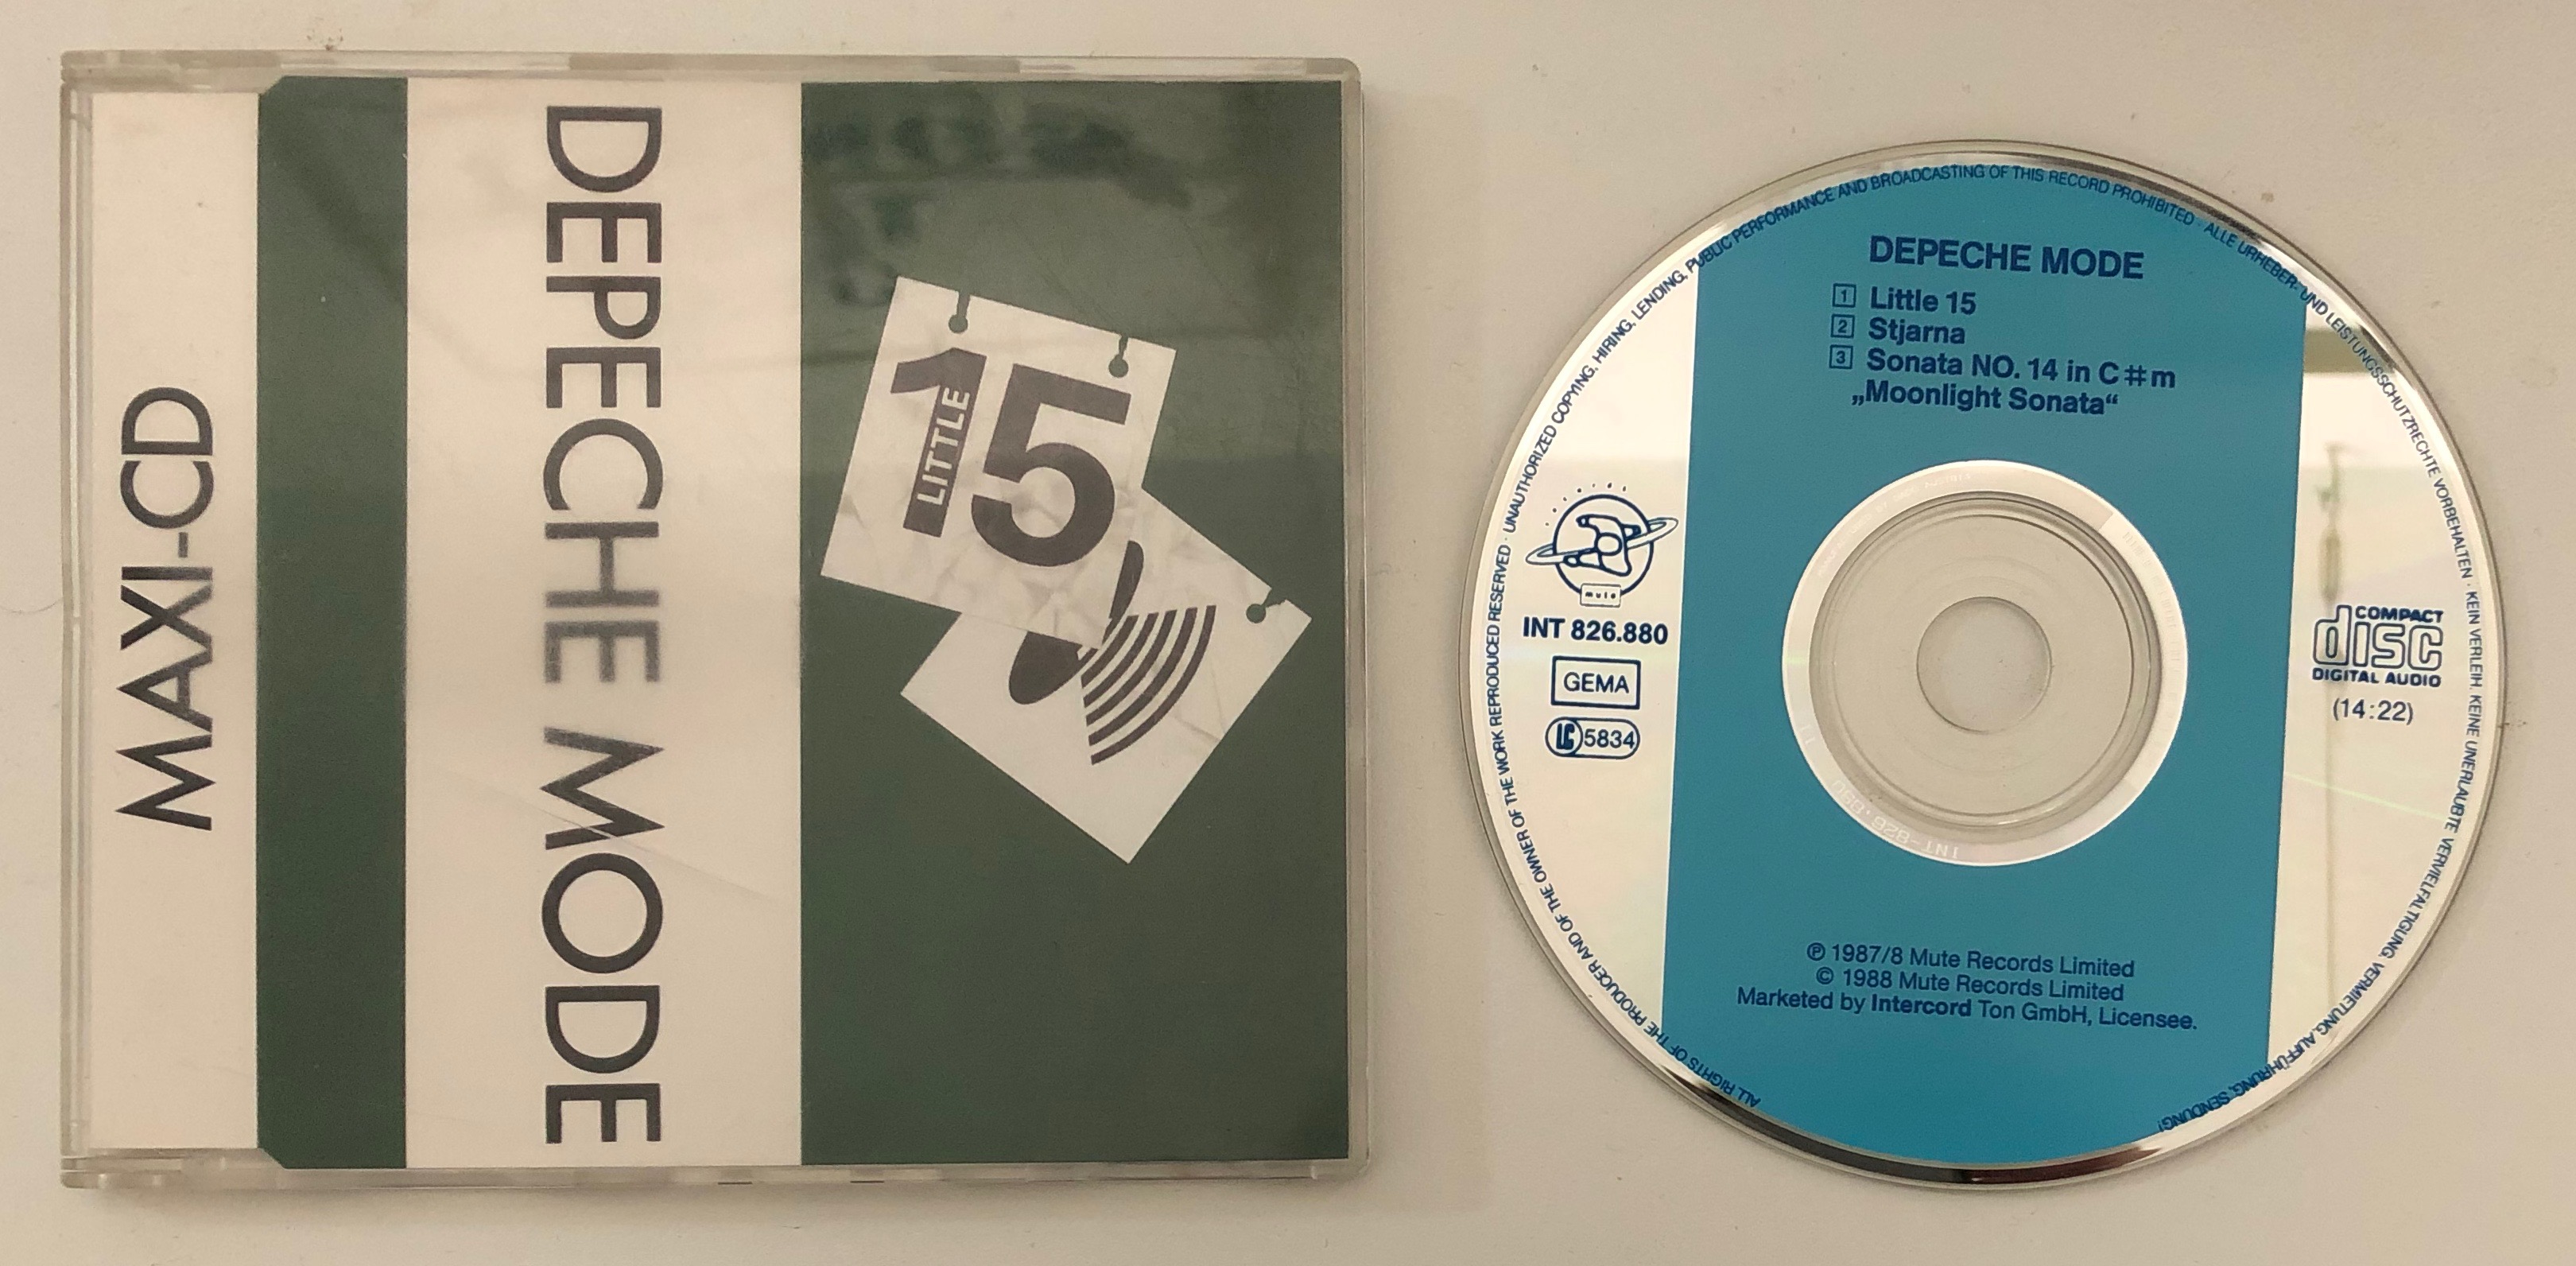 MAXI-CD
DEPECHE MODE
LITTLE
15
ALL RIGHTS OF THE PRODUCER AND OF THE OWNER OF THE WORK REPRODUCED RESERVED · UNAUTHORIZED COPYING, HIRING, LENDING, PUBLIC PERFORMANCE AND BROADCASTING OF THIS RECORD PROHIBITED · ALLE URHEBER- UND LEISTUNGSSCHUTZRECHTE VORBEHALTEN · KEIN VERLEIH, KEINE UNERLAUBTE VERVIELFALTIGUNG, VERMIETUNG, AUFFÜHRUNG, SENDUNG!
DEPECHE MODE
1 Little 15
2 Stjarna
3 Sonata NO. 14 in C#m
„Moonlight Sonata“
mute
INT 826.880
GEMA
LC 5834
COMPACT
disc
DIGITAL AUDIO
(14:22)
℗ 1987/8 Mute Records Limited
© 1988 Mute Records Limited
Marketed by Intercord Ton GmbH, Licensee.